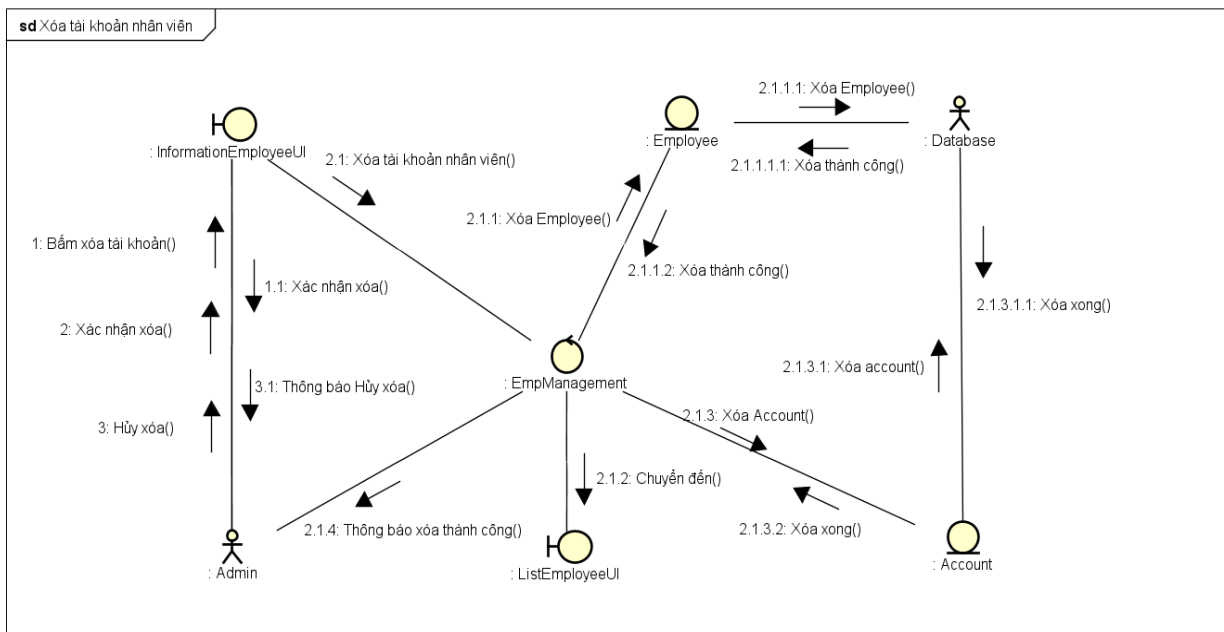 sd Xóa tài khoản nhân viên
2.1.1.1: Xóa Employee()
: InformationEmployeeUI
: Employee
: Database
2.1: Xóa tài khoản nhân viên()
2.1.1.1.1: Xóa thành công()
2.1.1: Xóa Employee()
1: Bấm xóa tài khoản()
2.1.1.2: Xóa thành công()
1.1: Xác nhận xóa()
2.1.3.1.1: Xóa xong()
2: Xác nhận xóa()
2.1.3.1: Xóa account()
: EmpManagement
3.1: Thông báo Hủy xóa()
2.1.3: Xóa Account()
3: Hủy xóa()
2.1.2: Chuyển đến()
2.1.4: Thông báo xóa thành công()
2.1.3.2: Xóa xong()
: Admin
: ListEmployeeUI
: Account